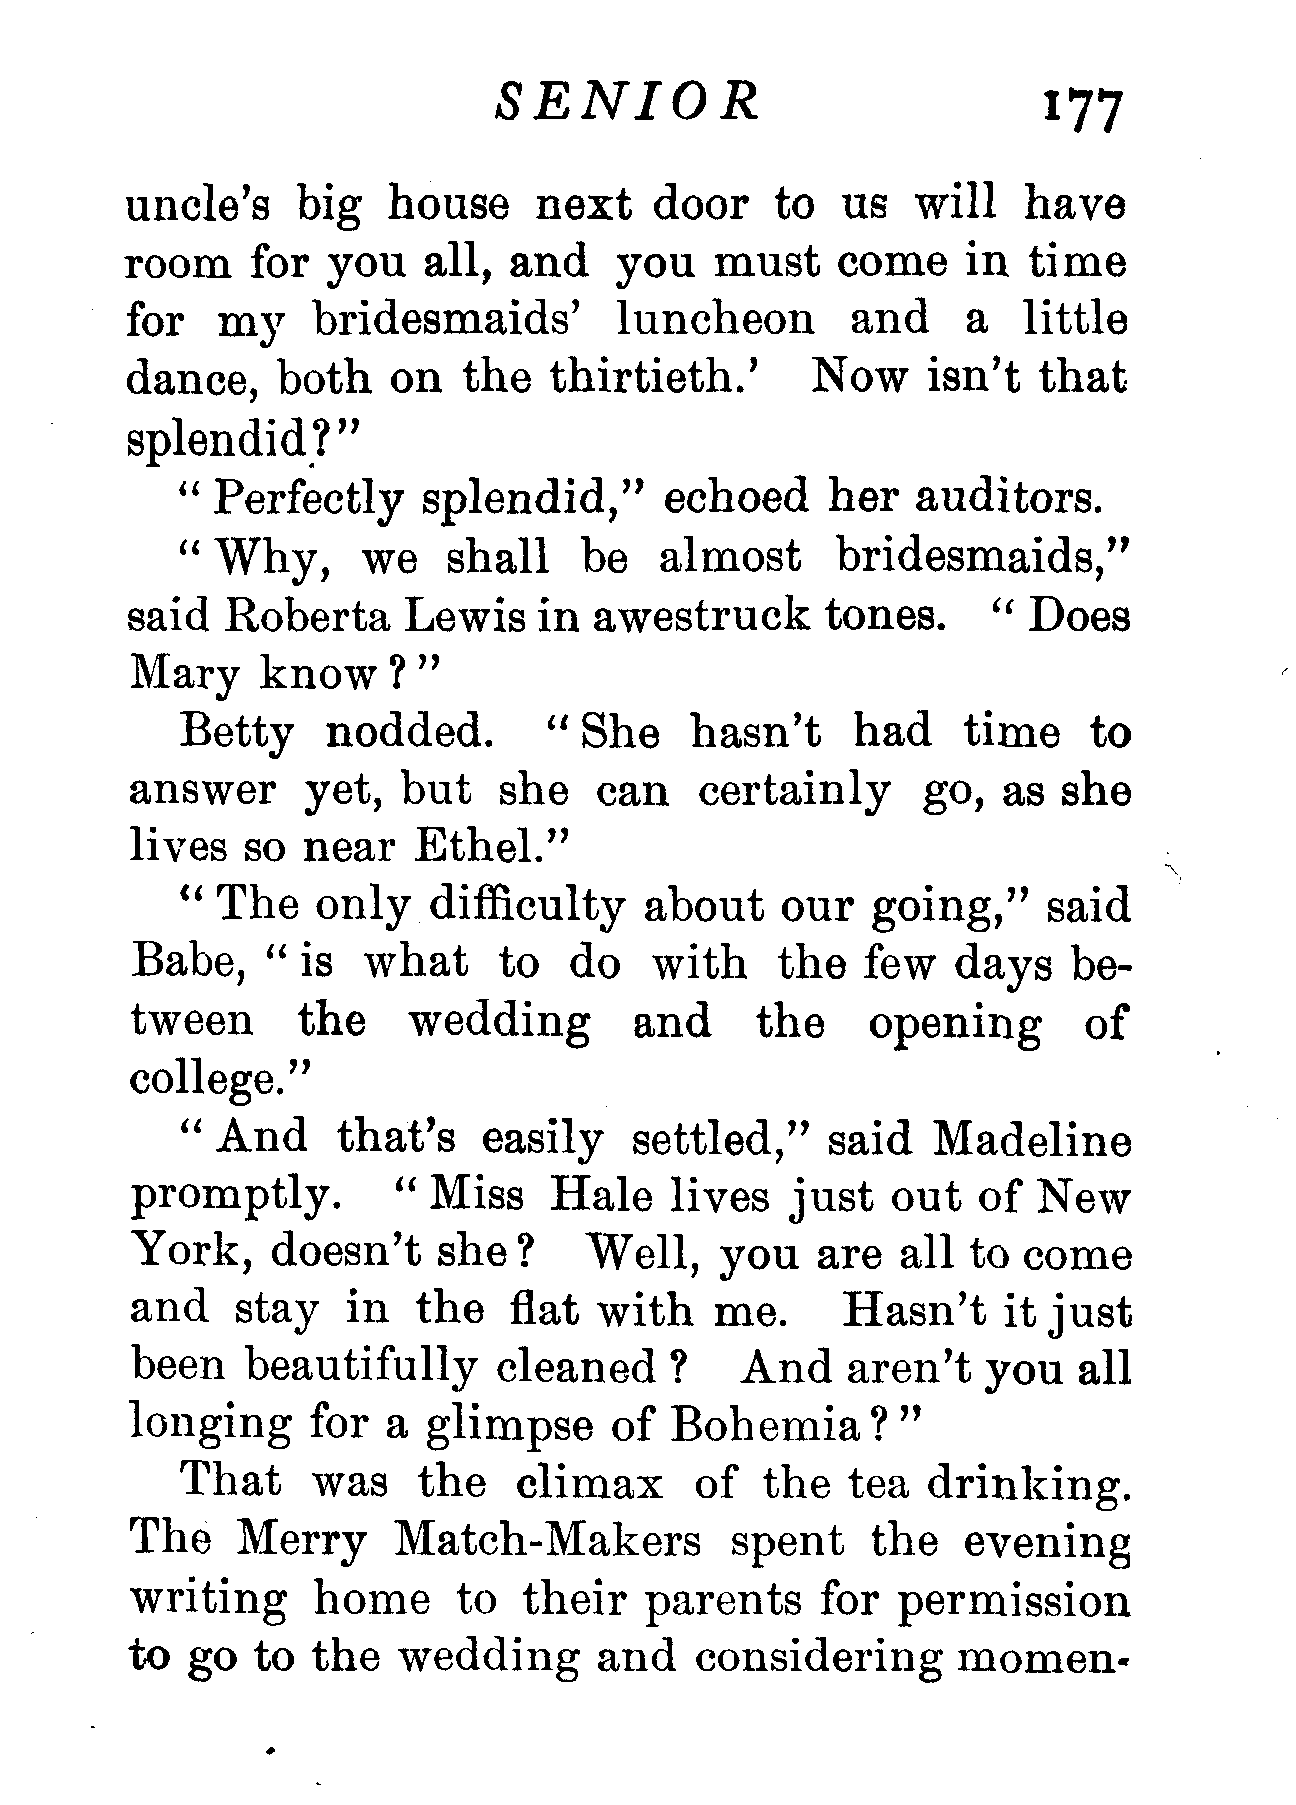 SENIOR 177
uncle's big house next door to us will have
room for you all, and you must come in time
for my bridesmaids' luncheon and a little
dance, both on the thirtieth.' Now isn't that
splendid?"
"Perfectly splendid," echoed her auditors.
"Why, we shall be almost bridesmaids,"
said Roberta Lewis in awestruck tones. "Does
Mary know?"
Betty nodded. "She hasn't had time to
answer yet, but she can certainly go, as she
lives so near Ethel."
"The only difficulty about our going," said
Babe, "is what to do with the few days be-
tween the wedding and the opening of
college."
"And that's easily settled," said Madeline
promptly. "Miss Hale lives just out of New
York, doesn't she? Well, you are all to come
and stay in the flat with me. Hasn't it just
been beautifully cleaned? And aren't you all
longing for a glimpse of Bohemia?"
That was the climax of the tea drinking.
The Merry Match-Makers spent the evening
writing home to their parents for permission
to go to the wedding and considering momen-